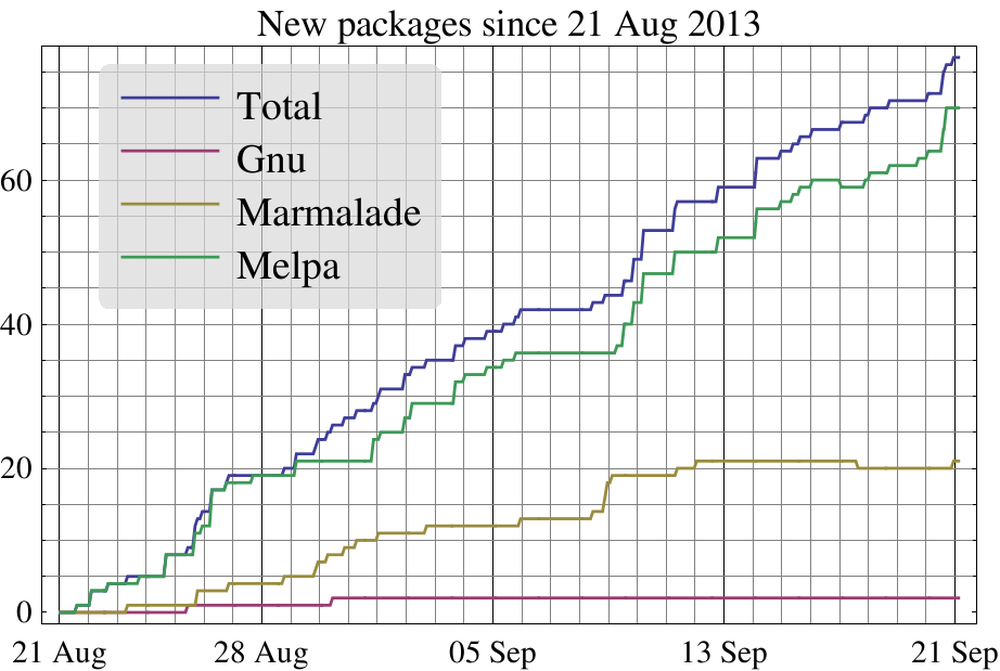 New packages since 21 Aug 2013
Total
Gnu
Marmalade
Melpa
60
40
20
0
21 Aug 28 Aug 05 Sep 13 Sep 21 Sep